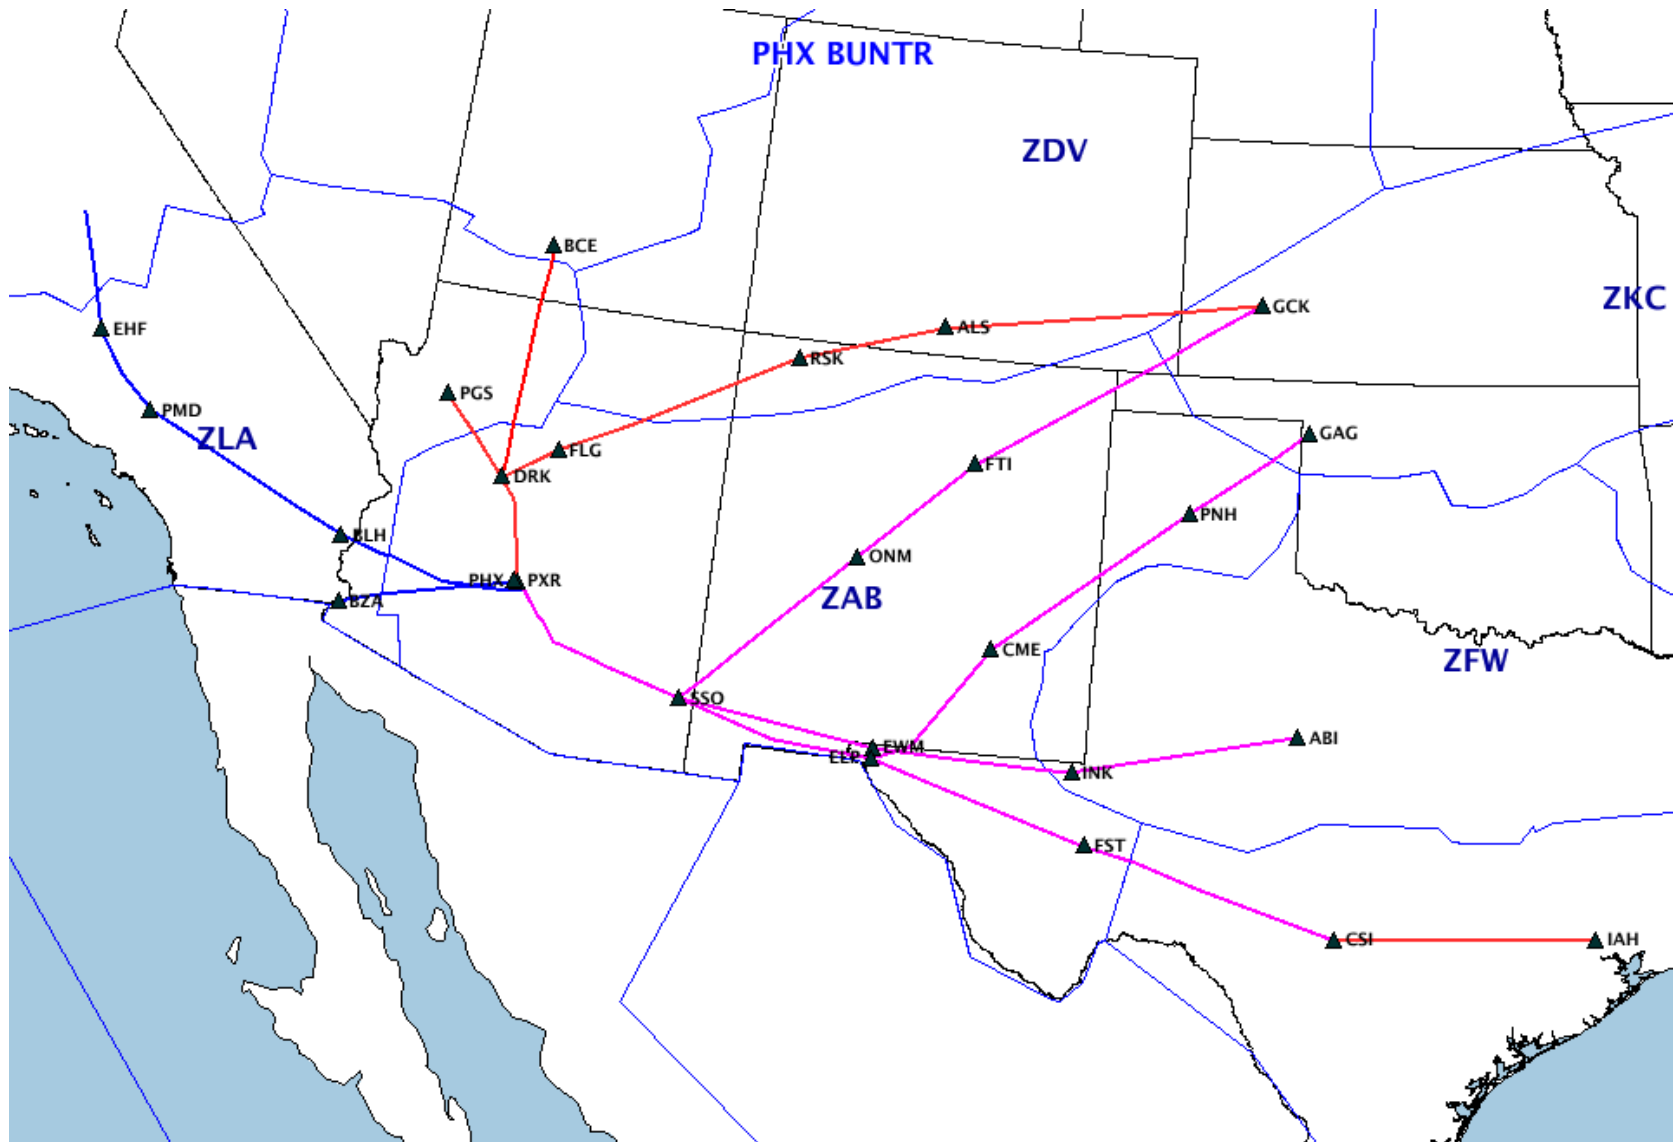 PHX BUNTR
ZDV
BCE
ZKC
GCK
EHF
ALS
RSK
PGS
PMD
ZLA
GAG
FLG
FTI
DRK
PNH
BLH
ONM
PHX
PXR
BZA
ZAB
CME
ZFW
SSO
ABI
EWM
ELP
INK
FST
CSI
IAH